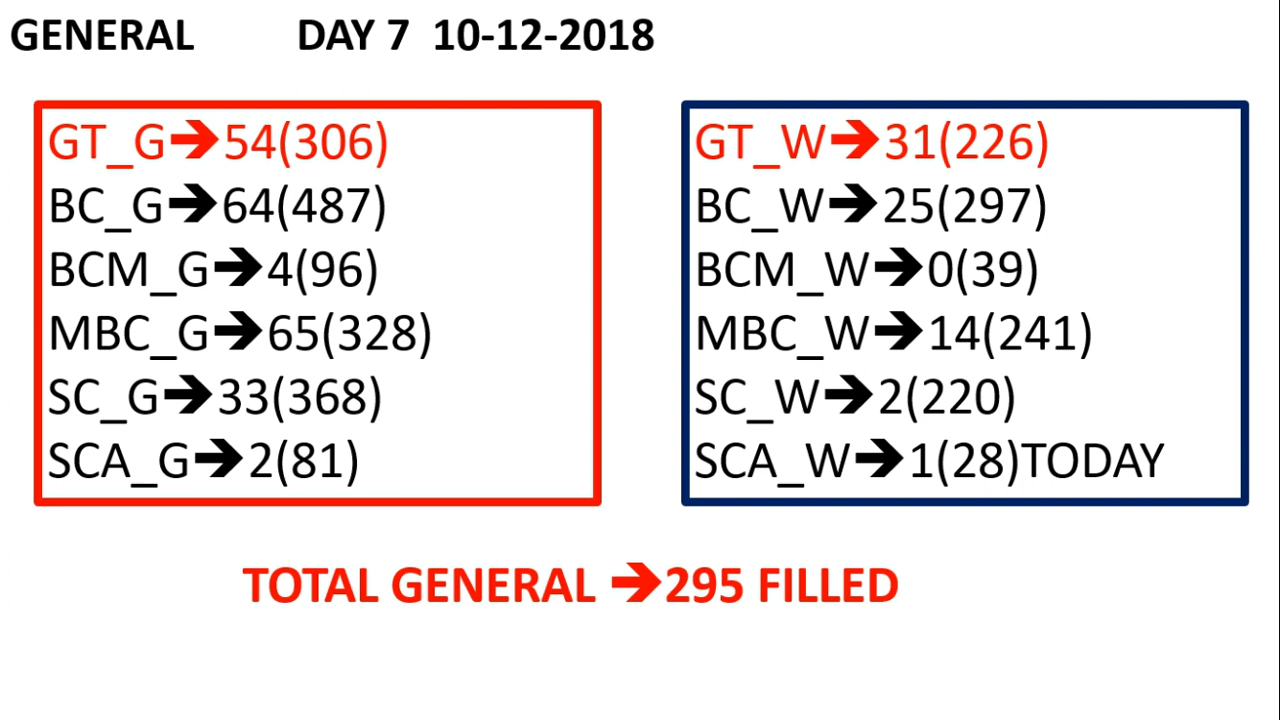 GENERAL DAY 7 10-12-2018
GT_G➔54(306)
BC_G➔64(487)
BCM_G➔4(96)
MBC_G➔65(328)
SC_G➔33(368)
SCA_G➔2(81)
GT_W➔31(226)
BC_W➔25(297)
BCM_W➔0(39)
MBC_W➔14(241)
SC_W➔2(220)
SCA_W➔1(28)TODAY
TOTAL GENERAL ➔295 FILLED